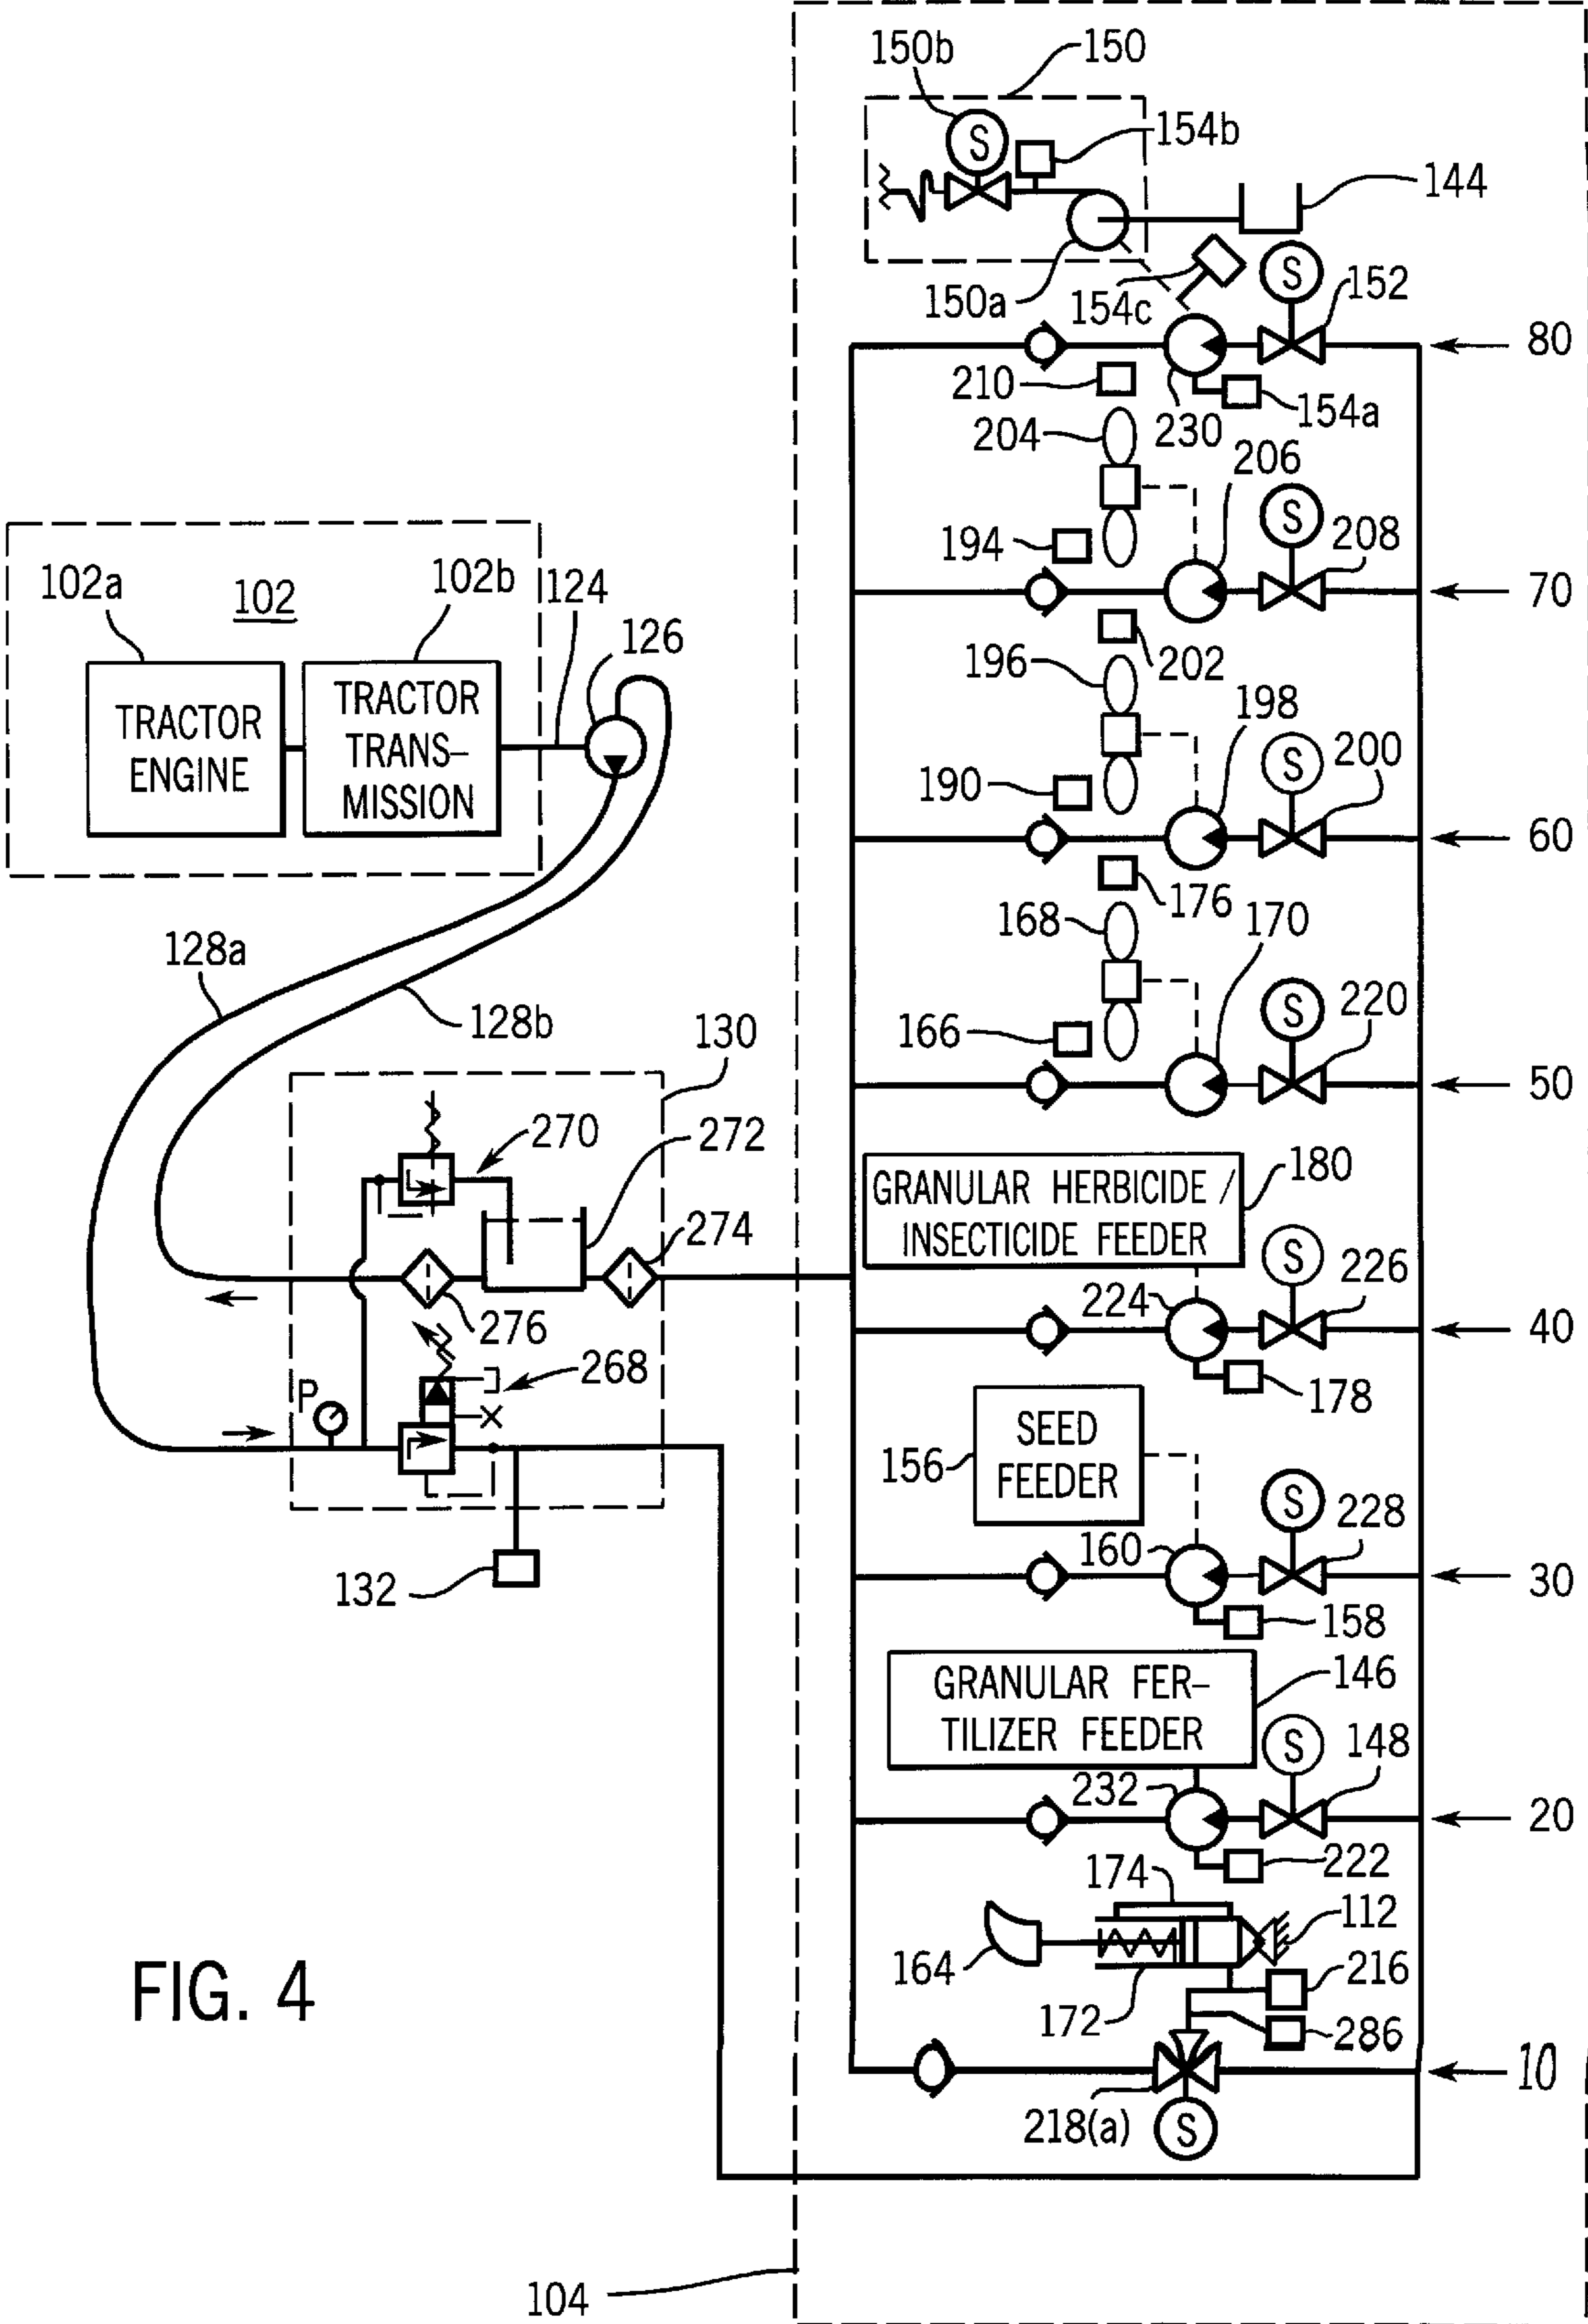 150b
150
S
154b
144
150a
154c
S
152
80
210
154a
204
230
206
S
208
194
70
102a
102
102b
124
126
TRACTOR
ENGINE
TRACTOR
TRANS-
MISSION
196
202
198
S
200
190
60
176
168
170
128a
128b
S
220
166
50
130
270
272
274
276
268
P
132
GRANULAR HERBICIDE /
INSECTICIDE FEEDER
180
224
S
226
40
178
SEED
FEEDER
156
S
228
160
30
158
GRANULAR FER-
TILIZER FEEDER
146
S
148
232
20
222
174
112
164
172
216
286
218(a)
S
10
FIG. 4
104